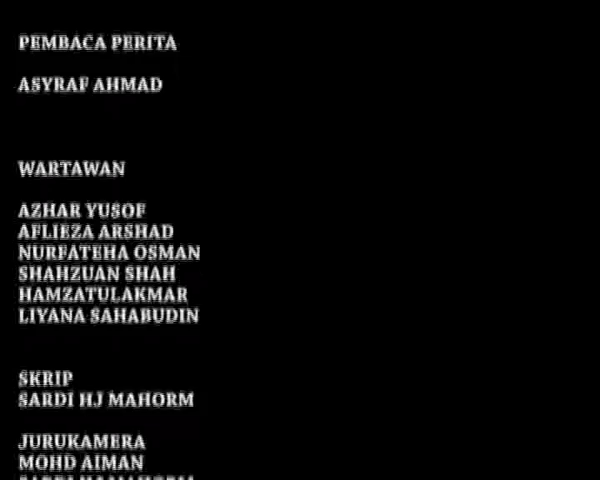 PEMBACA PERITA
ASYRAF AHMAD
WARTAWAN
AZHAR YUSOF
AFLIEZA ARSHAD
NURFATEHA OSMAN
SHAHZUAN SHAH
HAMZATULAKMAR
LIYANA SAHABUDIN
SKRIP
SARDI HJ MAHORM
JURUKAMERA
MOHD AIMAN